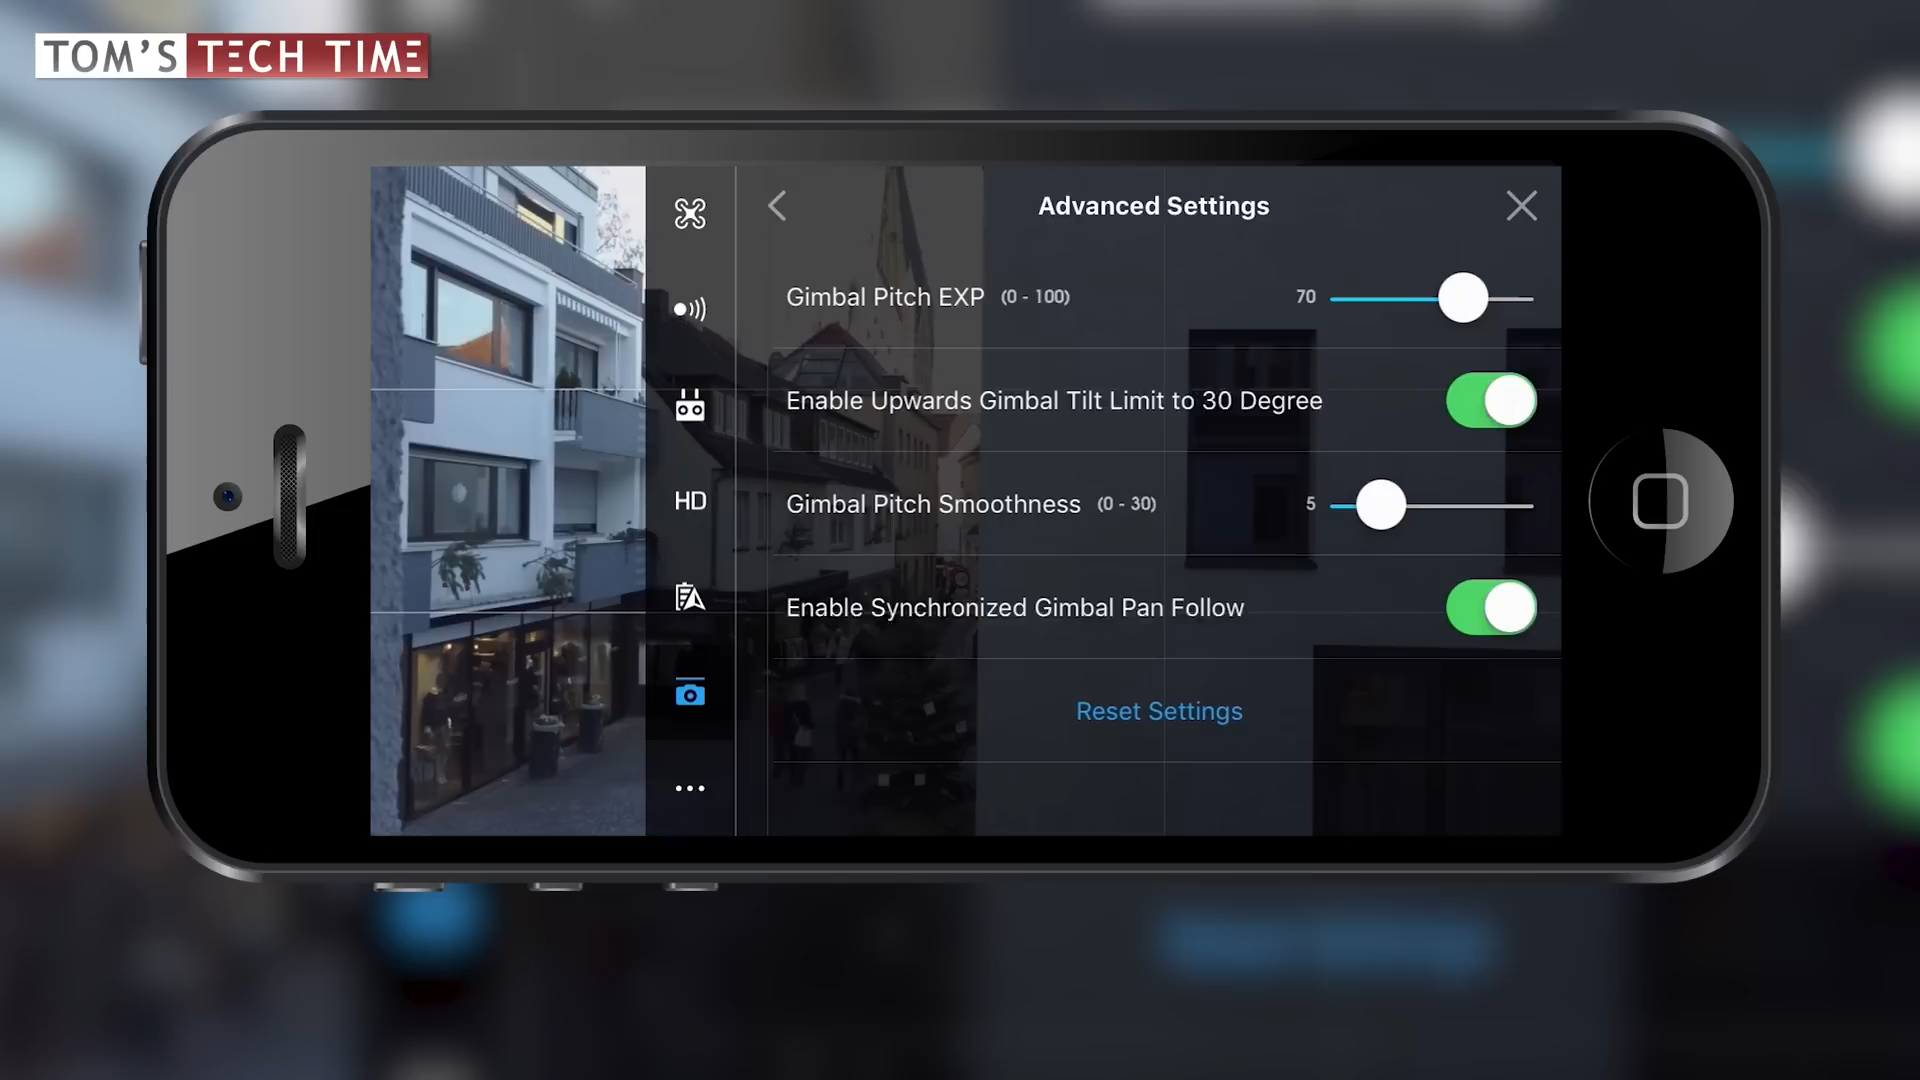 TOM'S TECH TIME
Advanced Settings
Gimbal Pitch EXP (0 - 100) 70
Enable Upwards Gimbal Tilt Limit to 30 Degree
Gimbal Pitch Smoothness (0 - 30) 5
HD
Enable Synchronized Gimbal Pan Follow
Reset Settings